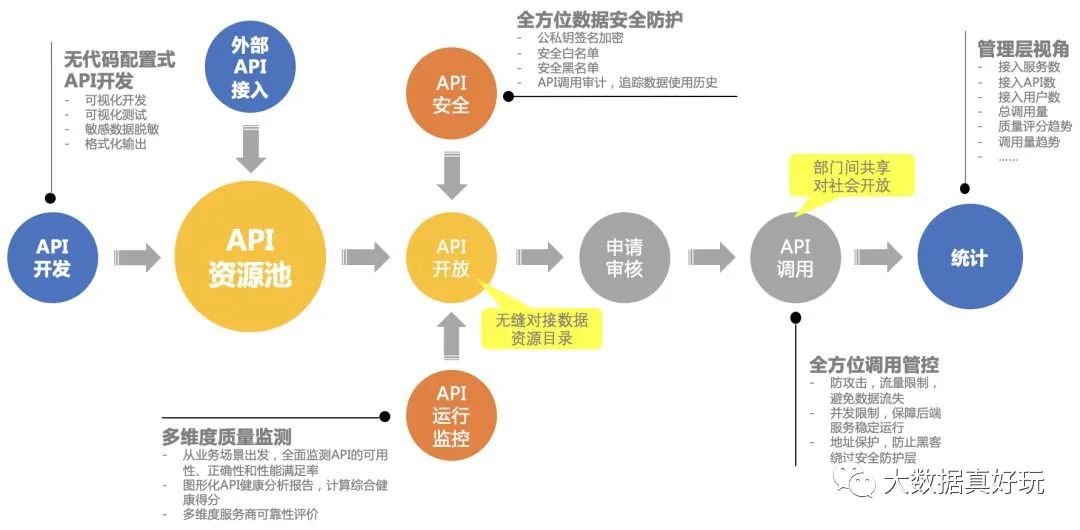 全方位数据安全防护
- 公私钥签名加密
- 安全白名单
- 安全黑名单
- API调用审计，追踪数据使用历史
无代码配置式
API开发
- 可视化开发
- 可视化测试
- 敏感数据脱敏
- 格式化输出
外部
API
接入
API
安全
管理层视角
- 接入服务数
- 接入API数
- 接入用户数
- 总调用量
- 质量评分趋势
- 调用量趋势
- ……
部门间共享
对社会开放
API
开发
API
资源池
API
开放
申请
审核
API
调用
统计
无缝对接数据
资源目录
API
运行
监控
多维度质量监测
- 从业务场景出发，全面监测API的可用
性、正确性和性能满足率
- 图形化API健康分析报告，计算综合健
康得分
- 多维度服务商可靠性评价
全方位调用管控
- 防攻击，流量限制，
避免数据流失
- 并发限制，保障后端
服务稳定运行
- 地址保护，防止黑客
绕过安全防护层
大数据真好玩